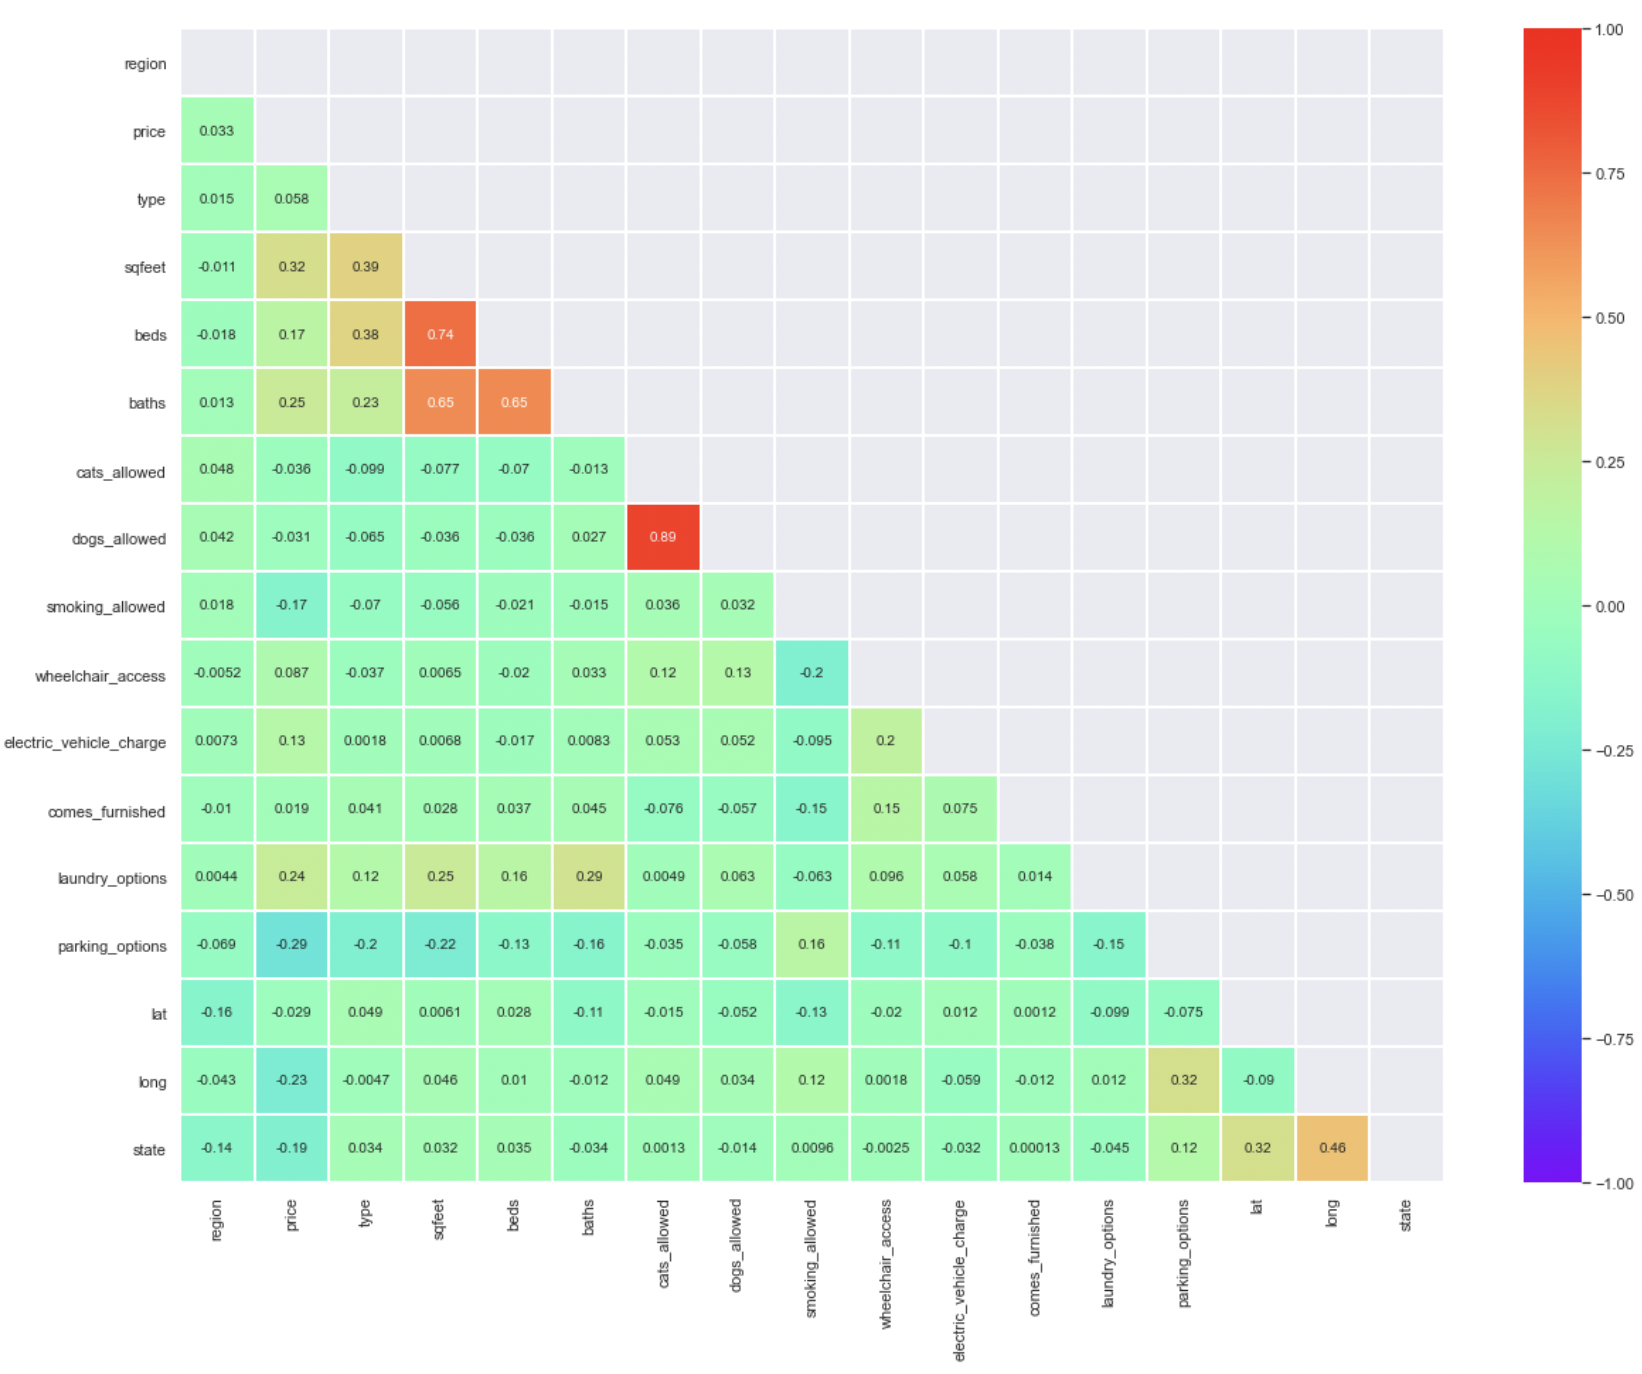 region
price 0.033
type 0.015 0.058
sqfeet -0.011 0.32 0.39
beds -0.018 0.17 0.38 0.74
baths 0.013 0.25 0.23 0.65 0.65
cats_allowed 0.048 -0.036 -0.099 -0.077 -0.07 -0.013
dogs_allowed 0.042 -0.031 -0.065 -0.036 -0.036 0.027 0.89
smoking_allowed 0.018 -0.17 -0.07 -0.056 -0.021 -0.015 0.036 0.032
wheelchair_access -0.0052 0.087 -0.037 0.0065 -0.02 0.033 0.12 0.13 -0.2
electric_vehicle_charge 0.0073 0.13 0.0018 0.0068 -0.017 0.0083 0.053 0.052 -0.095 0.2
comes_furnished -0.01 0.019 0.041 0.028 0.037 0.045 -0.076 -0.057 -0.15 0.15 0.075
laundry_options 0.0044 0.24 0.12 0.25 0.16 0.29 0.0049 0.063 -0.063 0.096 0.058 0.014
parking_options -0.069 -0.29 -0.2 -0.22 -0.13 -0.16 -0.035 -0.058 0.16 -0.11 -0.1 -0.038 -0.15
lat -0.16 -0.029 0.049 0.0061 0.028 -0.11 -0.015 -0.052 -0.13 -0.02 0.012 0.0012 -0.099 -0.075
long -0.043 -0.23 -0.0047 0.046 0.01 -0.012 0.049 0.034 0.12 0.0018 -0.059 -0.012 0.012 0.32 -0.09
state -0.14 -0.19 0.034 0.032 0.035 -0.034 0.0013 -0.014 0.0096 -0.0025 -0.032 0.00013 -0.045 0.12 0.32 0.46
region price type sqfeet beds baths cats_allowed dogs_allowed smoking_allowed wheelchair_access electric_vehicle_charge comes_furnished laundry_options parking_options lat long state
1.00
0.75
0.50
0.25
0.00
−0.25
−0.50
−0.75
−1.00